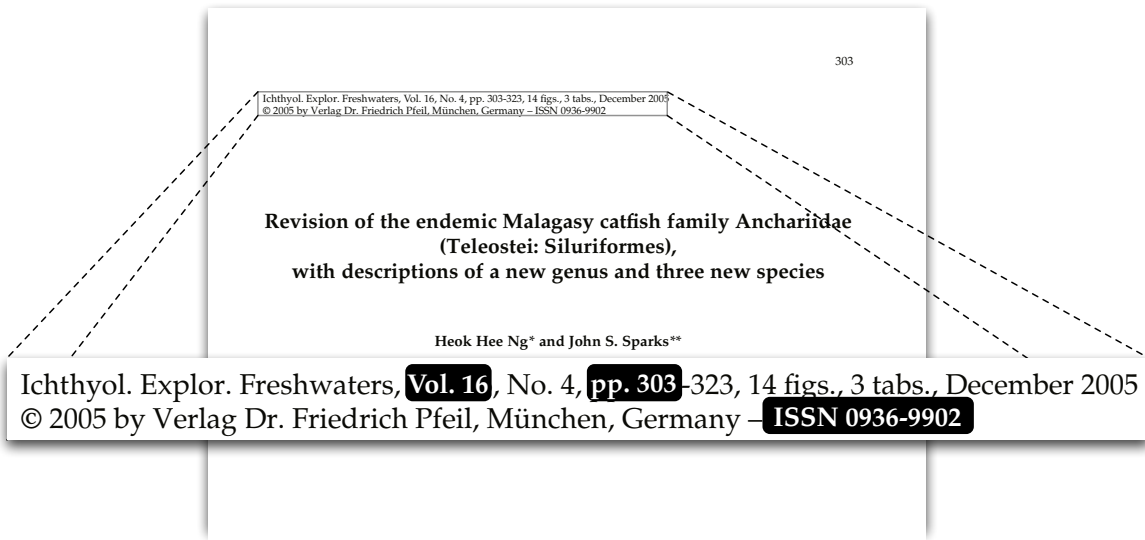 303
Ichthyol. Explor. Freshwaters, Vol. 16, No. 4, pp. 303-323, 14 figs., 3 tabs., December 2005
© 2005 by Verlag Dr. Friedrich Pfeil, München, Germany – ISSN 0936-9902
Revision of the endemic Malagasy catfish family Anchariidae
(Teleostei: Siluriformes),
with descriptions of a new genus and three new species
Heok Hee Ng* and John S. Sparks**
Ichthyol. Explor. Freshwaters, Vol. 16, No. 4, pp. 303-323, 14 figs., 3 tabs., December 2005
© 2005 by Verlag Dr. Friedrich Pfeil, München, Germany – ISSN 0936-9902